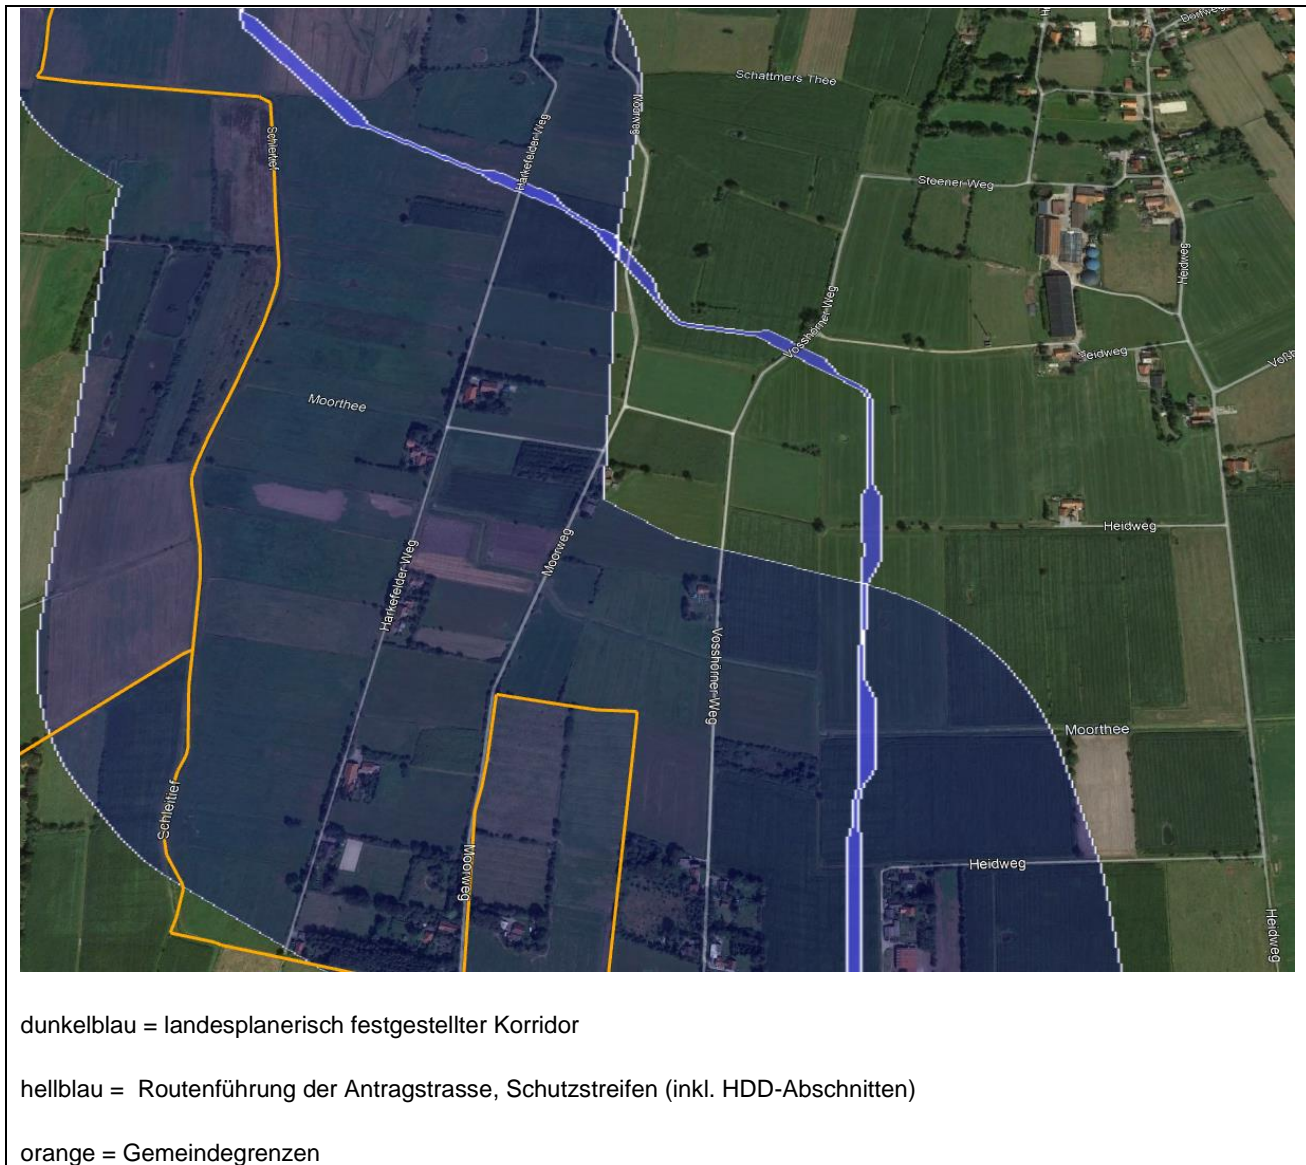 Dorfweg
Schattmers Thee
Moorweg
Schleitief
Harkefelder-Weg
Steener Weg
Heidweg
Vosshörner Weg
Heidweg
Moorthee
Heidweg
Moorweg
Harkefelder-Weg
Vosshörner-Weg
Moorthee
Schleitief
Moorweg
Heidweg
Heidweg
dunkelblau = landesplanerisch festgestellter Korridor
hellblau = Routenführung der Antragstrasse, Schutzstreifen (inkl. HDD-Abschnitten)
orange = Gemeindegrenzen